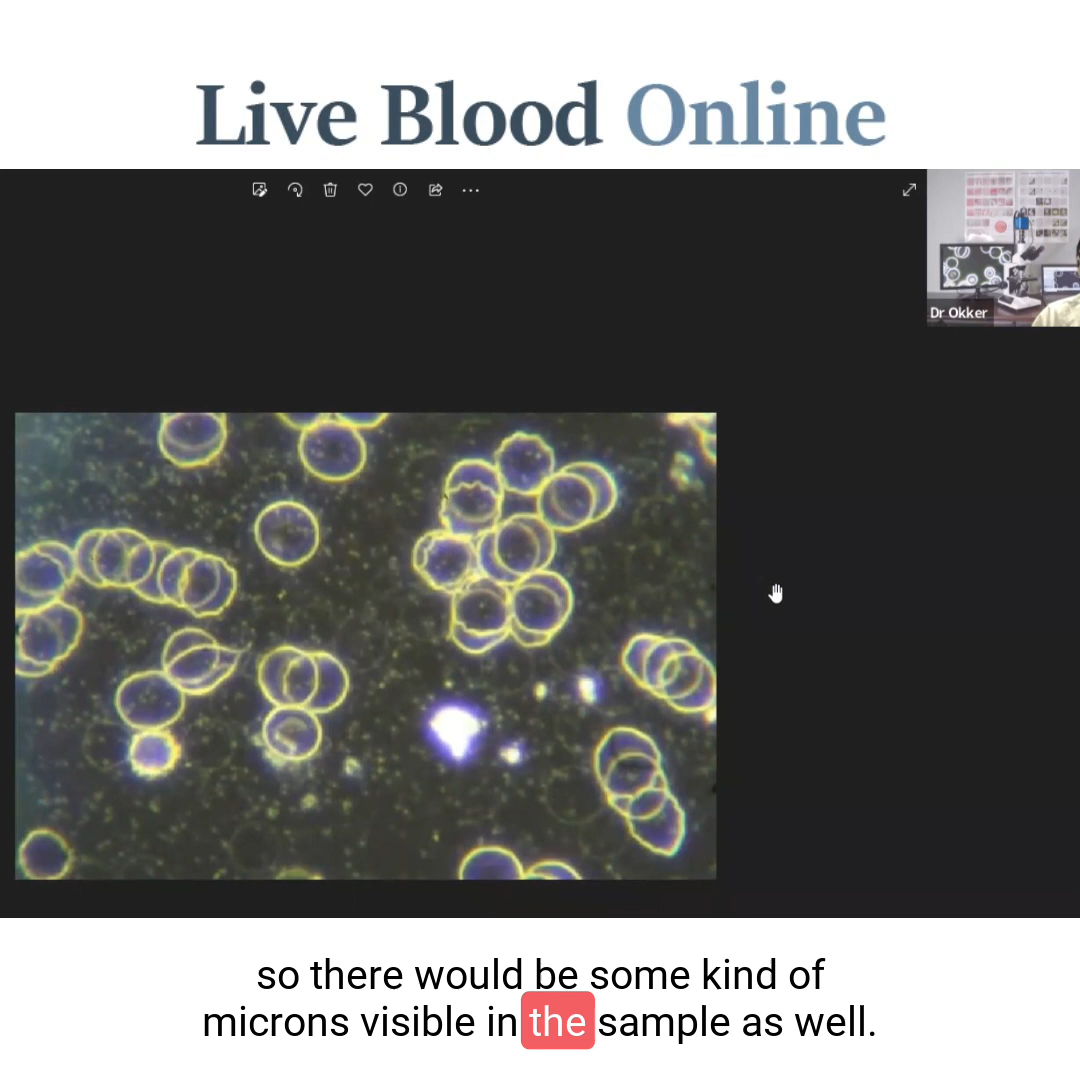 Live Blood Online
Dr Okker
so there would be some kind of
microns visible in the sample as well.